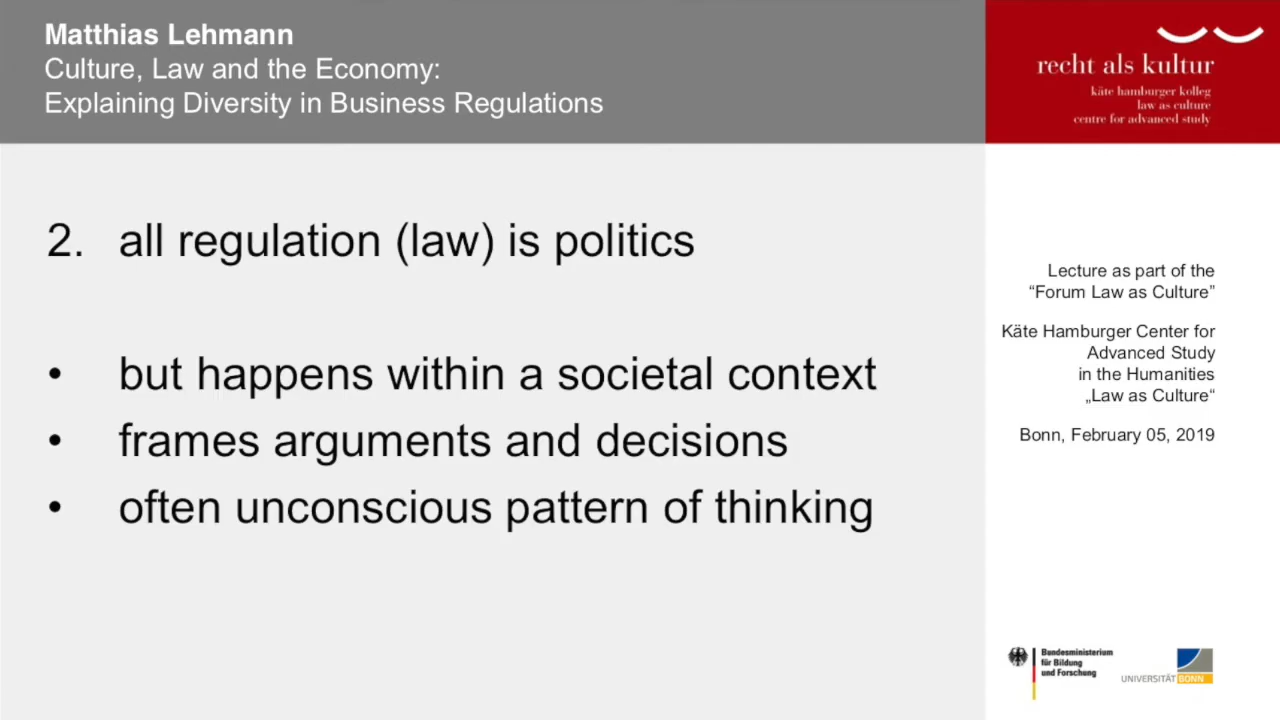 Matthias Lehmann
Culture, Law and the Economy:
Explaining Diversity in Business Regulations
recht als kultur
käte hamburger kolleg
law as culture
centre for advanced study
2. all regulation (law) is politics
• but happens within a societal context
• frames arguments and decisions
• often unconscious pattern of thinking
Lecture as part of the
“Forum Law as Culture”
Käte Hamburger Center for
Advanced Study
in the Humanities
„Law as Culture“
Bonn, February 05, 2019
Bundesministerium
für Bildung
und Forschung
UNIVERSITÄT BONN